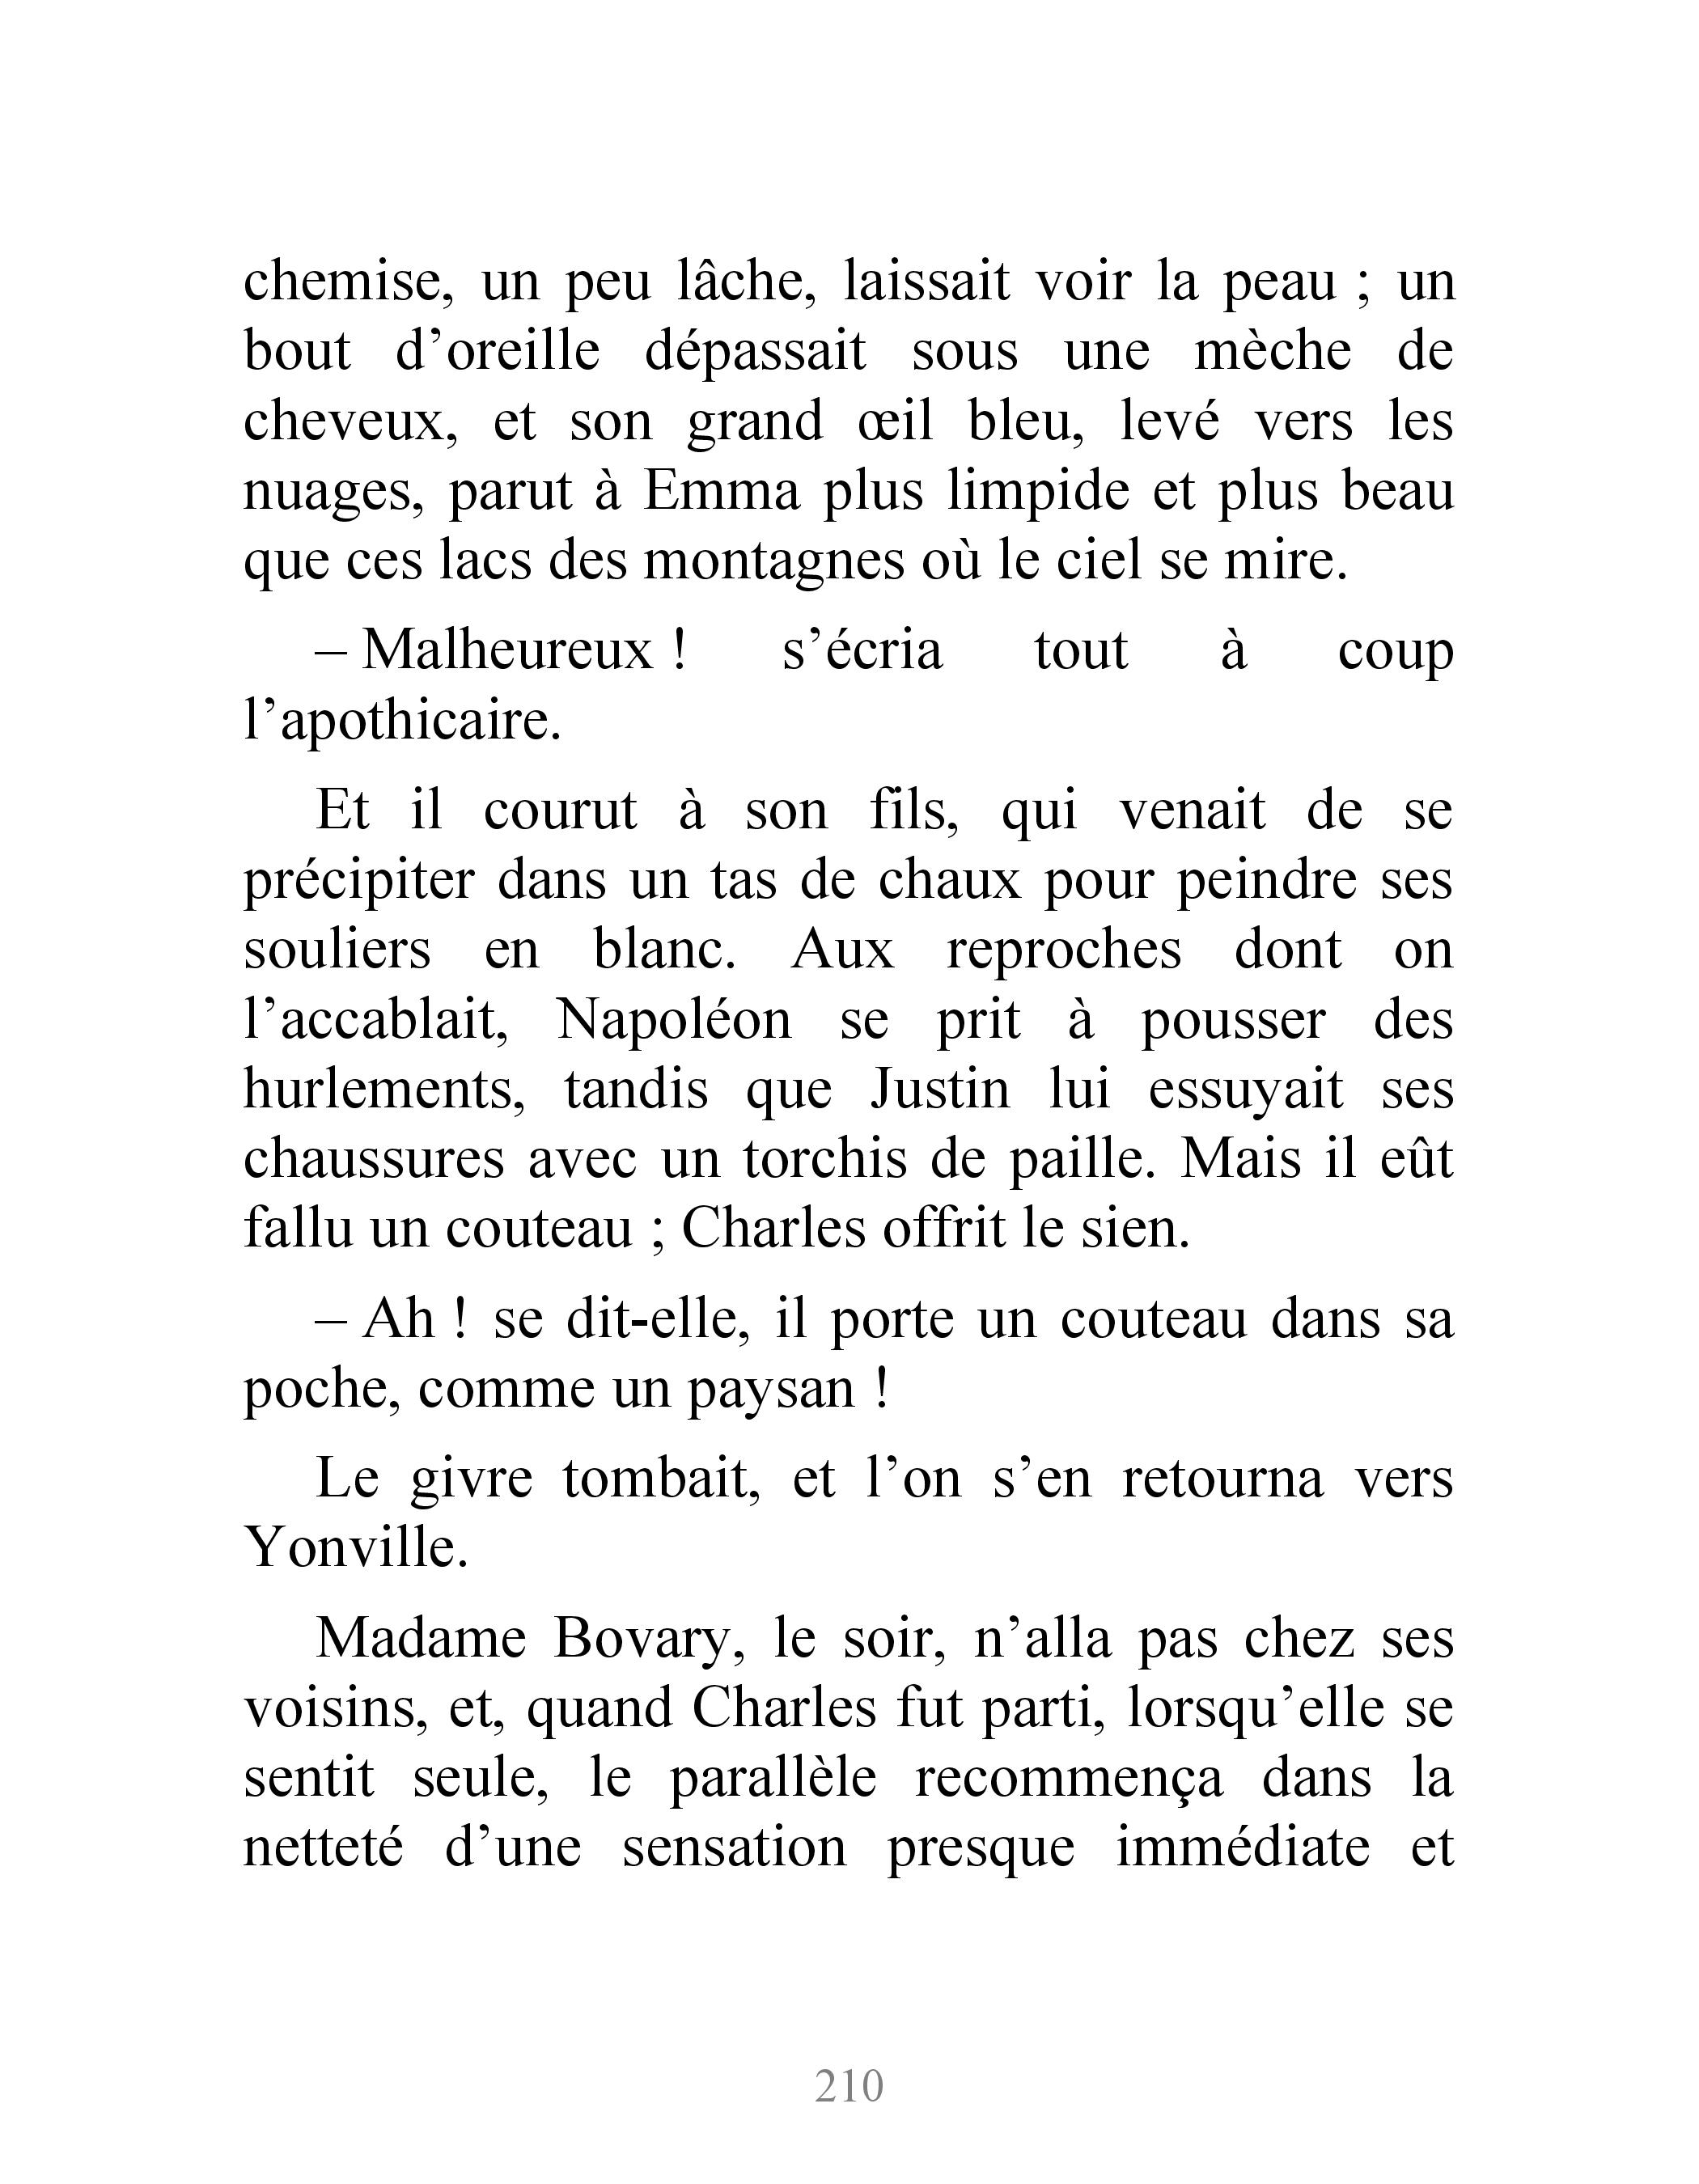 chemise, un peu lâche, laissait voir la peau ; un
bout d’oreille dépassait sous une mèche de
cheveux, et son grand œil bleu, levé vers les
nuages, parut à Emma plus limpide et plus beau
que ces lacs des montagnes où le ciel se mire.
– Malheureux ! s’écria tout à coup
l’apothicaire.
Et il courut à son fils, qui venait de se
précipiter dans un tas de chaux pour peindre ses
souliers en blanc. Aux reproches dont on
l’accablait, Napoléon se prit à pousser des
hurlements, tandis que Justin lui essuyait ses
chaussures avec un torchis de paille. Mais il eût
fallu un couteau ; Charles offrit le sien.
– Ah ! se dit-elle, il porte un couteau dans sa
poche, comme un paysan !
Le givre tombait, et l’on s’en retourna vers
Yonville.
Madame Bovary, le soir, n’alla pas chez ses
voisins, et, quand Charles fut parti, lorsqu’elle se
sentit seule, le parallèle recommença dans la
netteté d’une sensation presque immédiate et
210